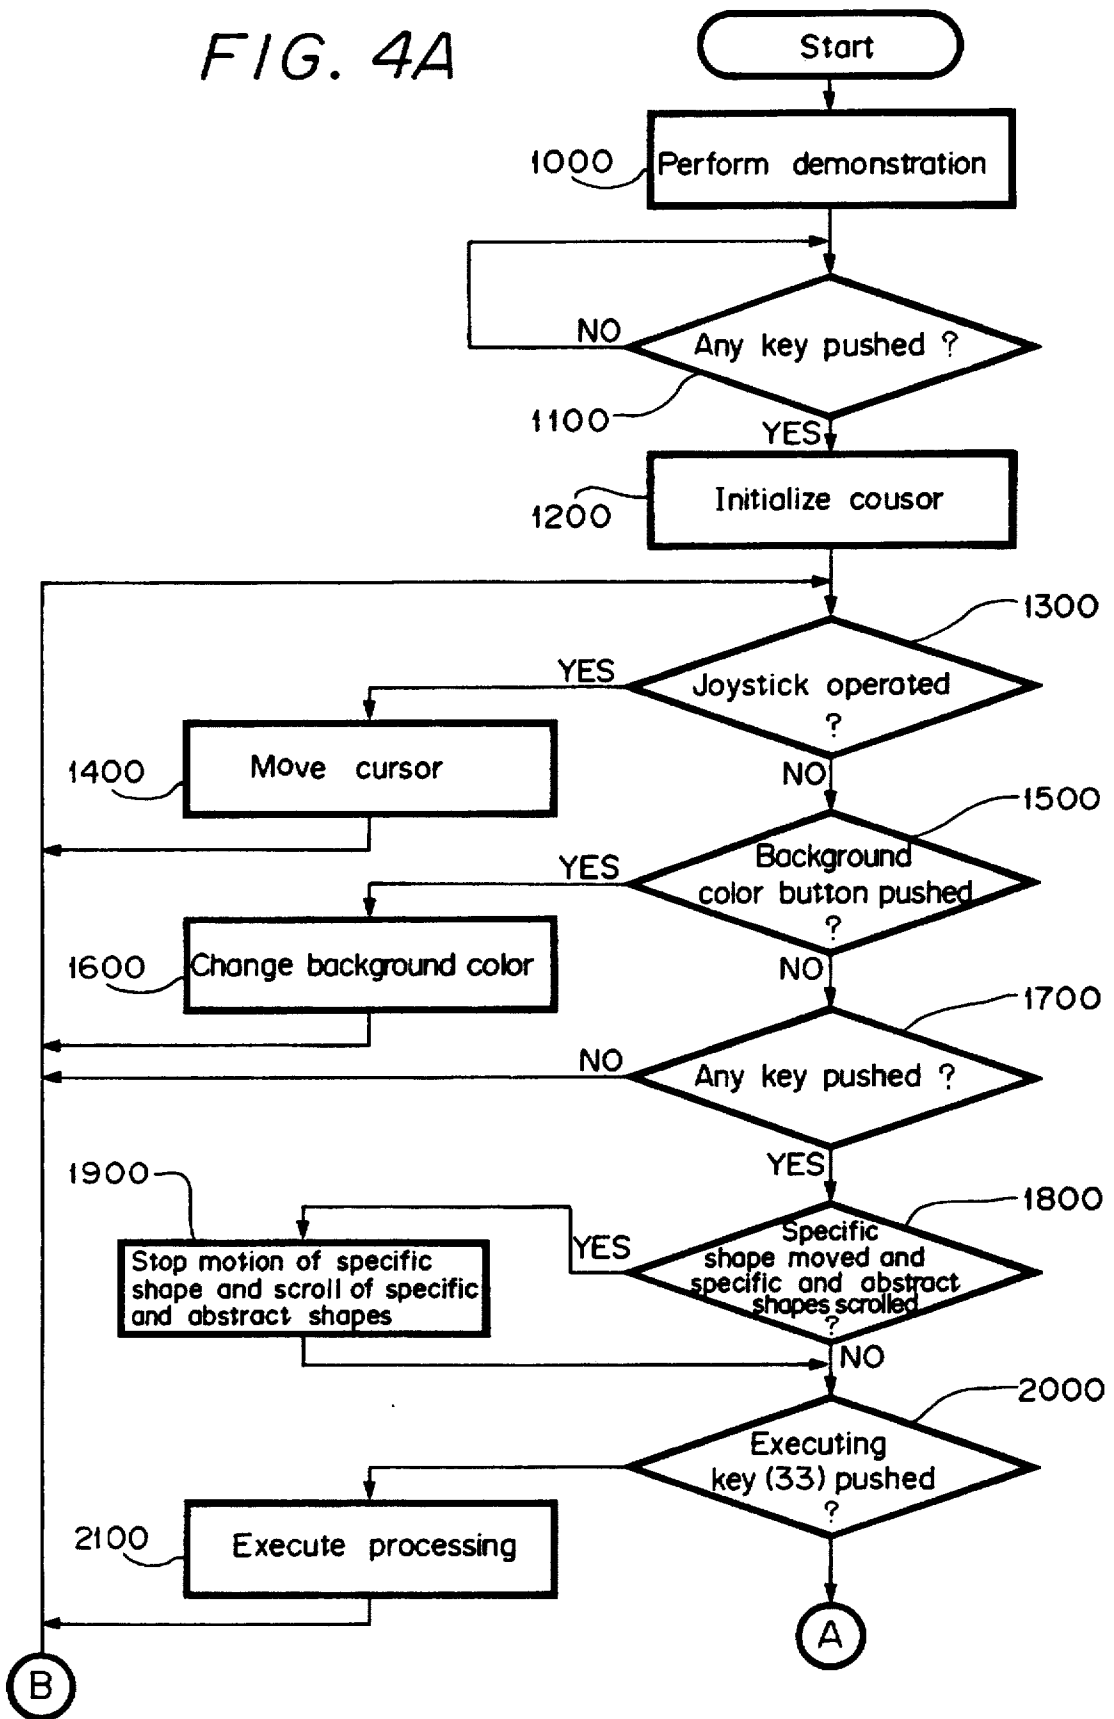 FIG. 4A
Start
1000
Perform demonstration
NO
Any key pushed ?
1100
YES
1200
Initialize cousor
1300
YES
Joystick operated
?
1400
Move cursor
NO
1500
YES
Background
color button pushed
?
1600
Change background color
NO
1700
NO
Any key pushed ?
YES
1900
1800
Stop motion of specific
shape and scroll of specific
and abstract shapes
YES
Specific
shape moved and
specific and abstract
shapes scrolled
?
NO
2000
Executing
key (33) pushed
?
2100
Execute processing
A
B